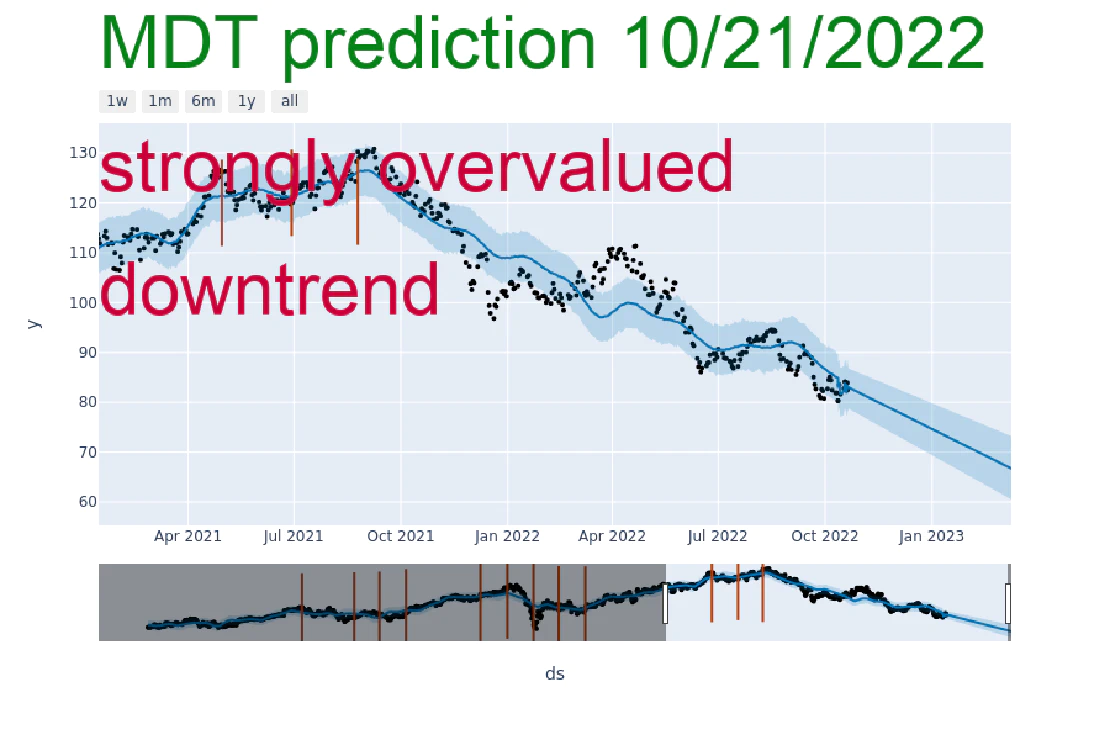 MDT prediction 10/21/2022
1w 1m 6m 1y all
130
strongly overvalued
120
110
downtrend
100
y
90
80
70
60
Apr 2021 Jul 2021 Oct 2021 Jan 2022 Apr 2022 Jul 2022 Oct 2022 Jan 2023
ds